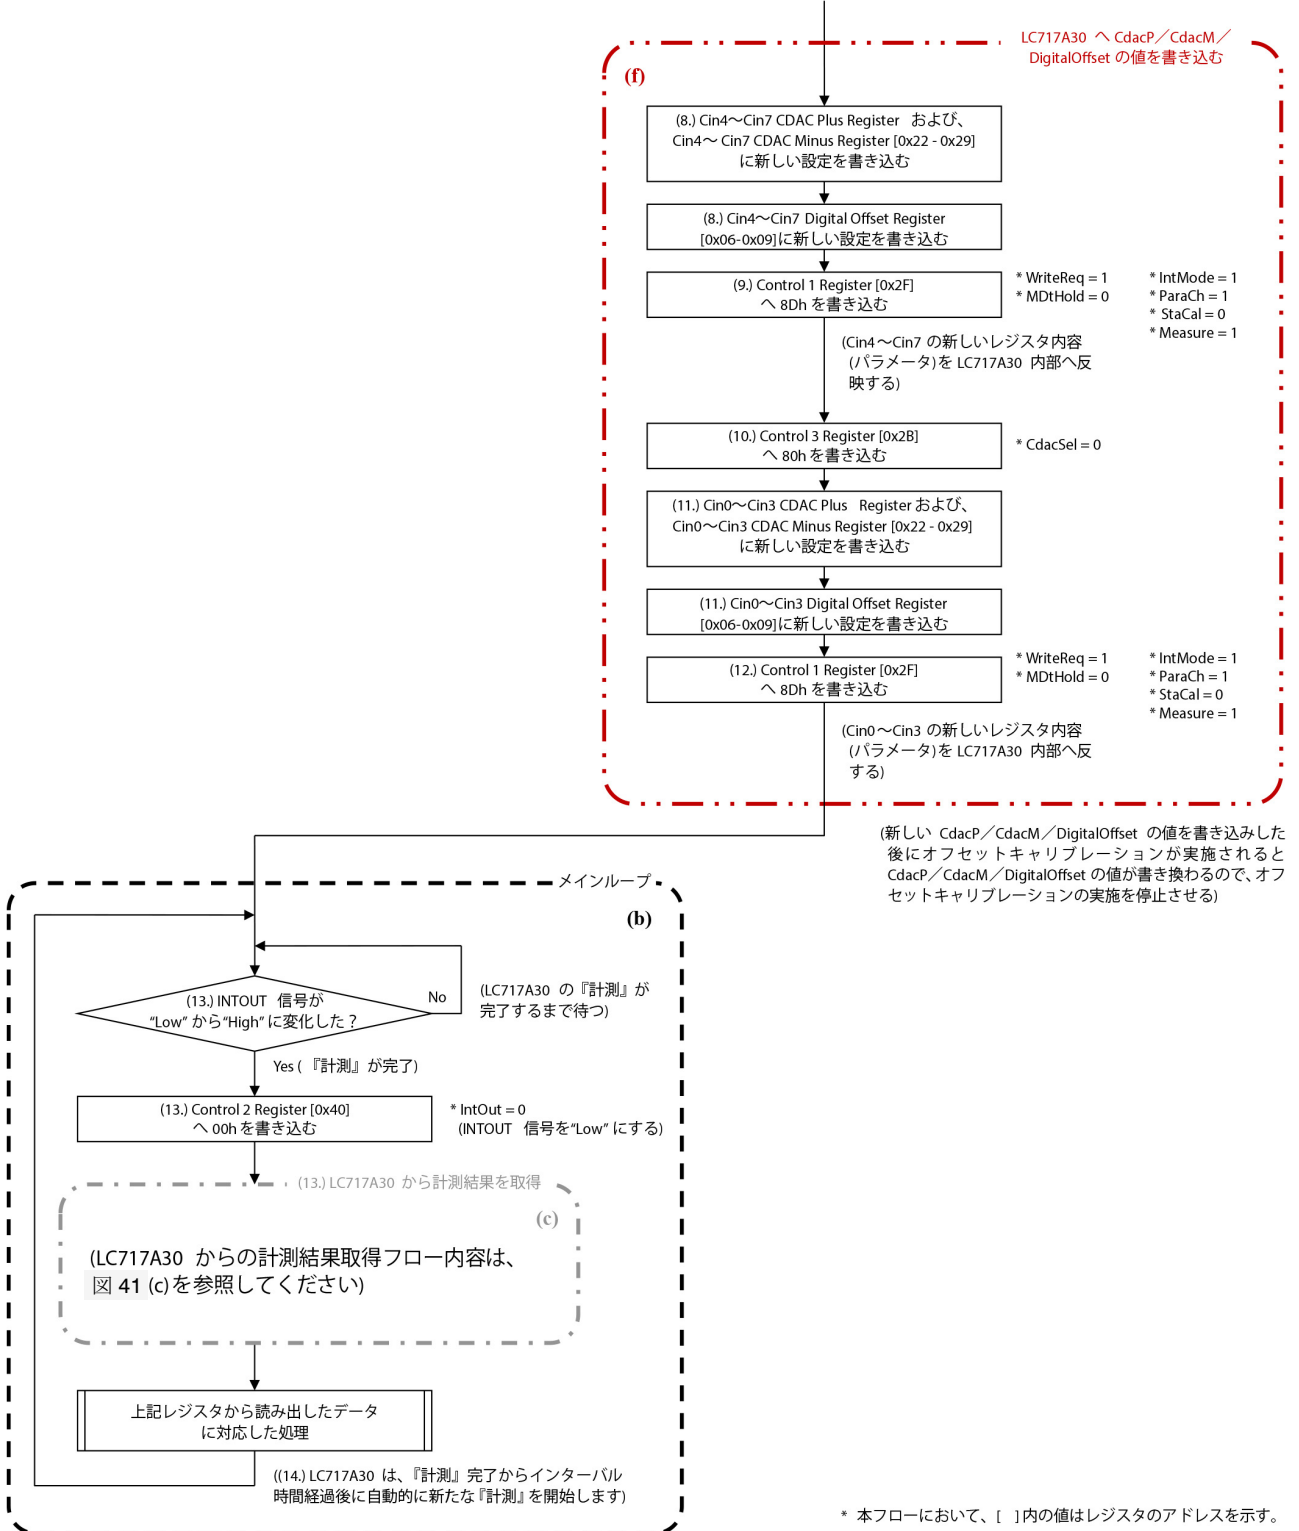 LC717A30 へ CdacP／CdacM／
DigitalOffset の値を書き込む
(f)
(8.) Cin4～Cin7 CDAC Plus Register および、
Cin4～ Cin7 CDAC Minus Register [0x22 - 0x29]
に新しい設定を書き込む
(8.) Cin4～Cin7 Digital Offset Register
[0x06-0x09]に新しい設定を書き込む
(9.) Control 1 Register [0x2F]
へ 8Dh を書き込む
* WriteReq = 1
* MDtHold = 0
* IntMode = 1
* ParaCh = 1
* StaCal = 0
* Measure = 1
(Cin4～Cin7 の新しいレジスタ内容
(パラメータ)を LC717A30 内部へ反
映する)
(10.) Control 3 Register [0x2B]
へ 80h を書き込む
* CdacSel = 0
(11.) Cin0～Cin3 CDAC Plus Register および、
Cin0～Cin3 CDAC Minus Register [0x22 - 0x29]
に新しい設定を書き込む
(11.) Cin0～Cin3 Digital Offset Register
[0x06-0x09]に新しい設定を書き込む
(12.) Control 1 Register [0x2F]
へ 8Dh を書き込む
* WriteReq = 1
* MDtHold = 0
* IntMode = 1
* ParaCh = 1
* StaCal = 0
* Measure = 1
(Cin0～Cin3 の新しいレジスタ内容
(パラメータ)を LC717A30 内部へ反
する)
(新しい CdacP／CdacM／DigitalOffset の値を書き込みした
後にオフセットキャリブレーションが実施されると
CdacP／CdacM／DigitalOffset の値が書き換わるので、オフ
セットキャリブレーションの実施を停止させる)
メインループ
(b)
(13.) INTOUT 信号が
“Low” から“High” に変化した？
No
(LC717A30 の『計測』が
完了するまで待つ)
Yes ( 『計測』が完了)
(13.) Control 2 Register [0x40]
へ 00h を書き込む
* IntOut = 0
(INTOUT 信号を“Low” にする)
(13.) LC717A30 から計測結果を取得
(c)
(LC717A30 からの計測結果取得フロー内容は、
図 41 (c)を参照してください)
上記レジスタから読み出したデータ
に対応した処理
((14.) LC717A30 は、『計測』完了からインターバル
時間経過後に自動的に新たな『計測』を開始します)
* 本フローにおいて、[ ]内の値はレジスタのアドレスを示す。